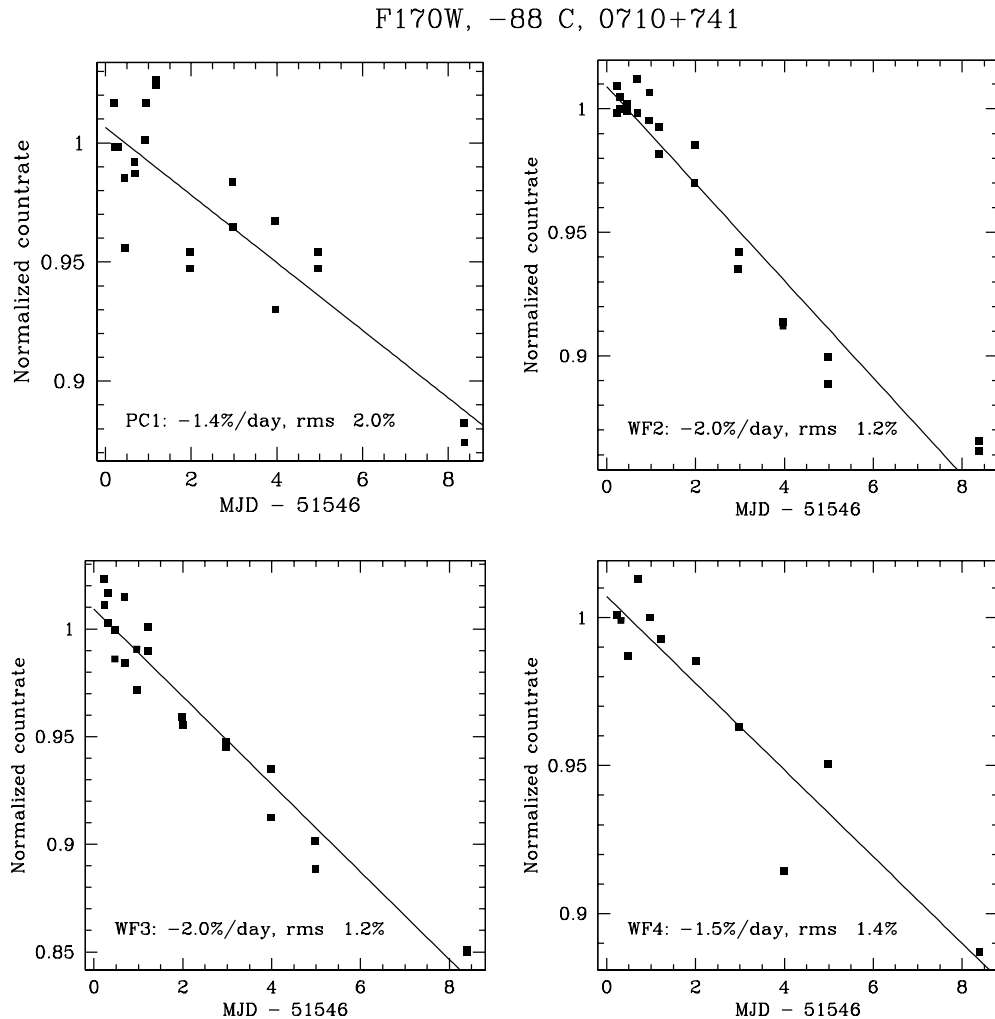 F170W, −88 C, 0710+741
Normalized countrate
1
0.95
0.9
PC1: −1.4%/day, rms 2.0%
0 2 4 6 8
MJD − 51546
Normalized countrate
1
0.95
0.9
WF2: −2.0%/day, rms 1.2%
0 2 4 6 8
MJD − 51546
Normalized countrate
1
0.95
0.9
0.85
WF3: −2.0%/day, rms 1.2%
0 2 4 6 8
MJD − 51546
Normalized countrate
1
0.95
0.9
WF4: −1.5%/day, rms 1.4%
0 2 4 6 8
MJD − 51546